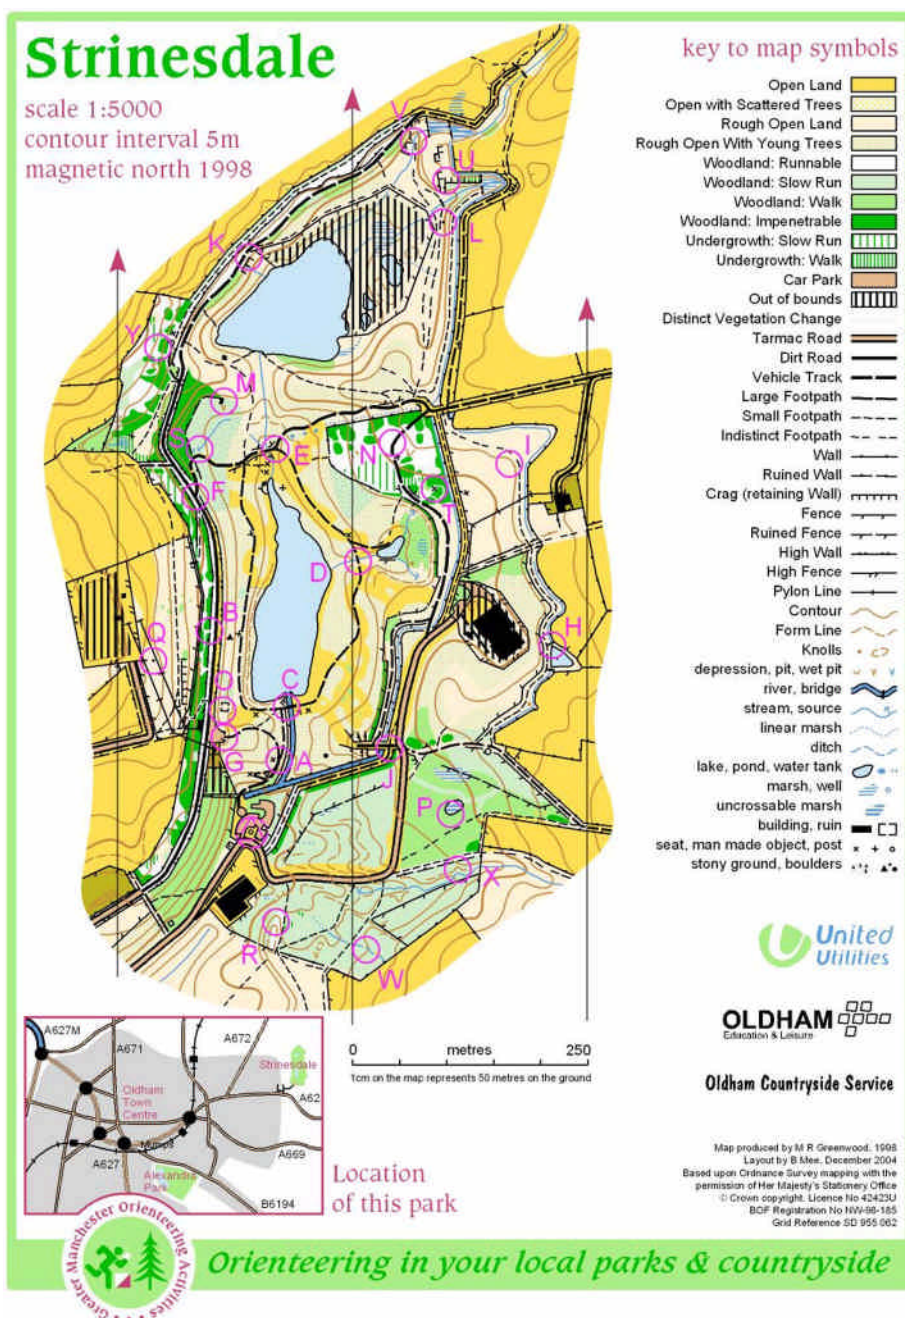 Strinesdale
scale 1:5000
contour interval 5m
magnetic north 1998
key to map symbols
Open Land
Open with Scattered Trees
Rough Open Land
Rough Open With Young Trees
Woodland: Runnable
Woodland: Slow Run
Woodland: Walk
Woodland: Impenetrable
Undergrowth: Slow Run
Undergrowth: Walk
Car Park
Out of bounds
Distinct Vegetation Change
Tarmac Road
Dirt Road
Vehicle Track
Large Footpath
Small Footpath
Indistinct Footpath
Wall
Ruined Wall
Crag (retaining Wall)
Fence
Ruined Fence
High Wall
High Fence
Pylon Line
Contour
Form Line
Knolls
depression, pit, wet pit
river, bridge
stream, source
linear marsh
ditch
lake, pond, water tank
marsh, well
uncrossable marsh
building, ruin
seat, man made object, post
stony ground, boulders
V
U
L
K
Y
M
S
E
N
I
F
T
D
B
H
Q
O
C
G
A
J
P
X
R
W
United
Utilities
OLDHAM
Education & Leisure
Oldham Countryside Service
0 metres 250
1cm on the map represents 50 metres on the ground
A627M
A671
A672
Strinesdale
Oldham
Town
Centre
A62
Mumps
A627
A669
Alexandra
Park
B6194
Location
of this park
Map produced by M R Greenwood. 1998
Layout by B Mee. December 2004
Based upon Ordnance Survey mapping with the
permission of Her Majesty's Stationery Office
© Crown copyright. Licence No 42423U
BOF Registration No NW-98-185
Grid Reference SD 955 062
Greater Manchester Orienteering Activities
Orienteering in your local parks & countryside